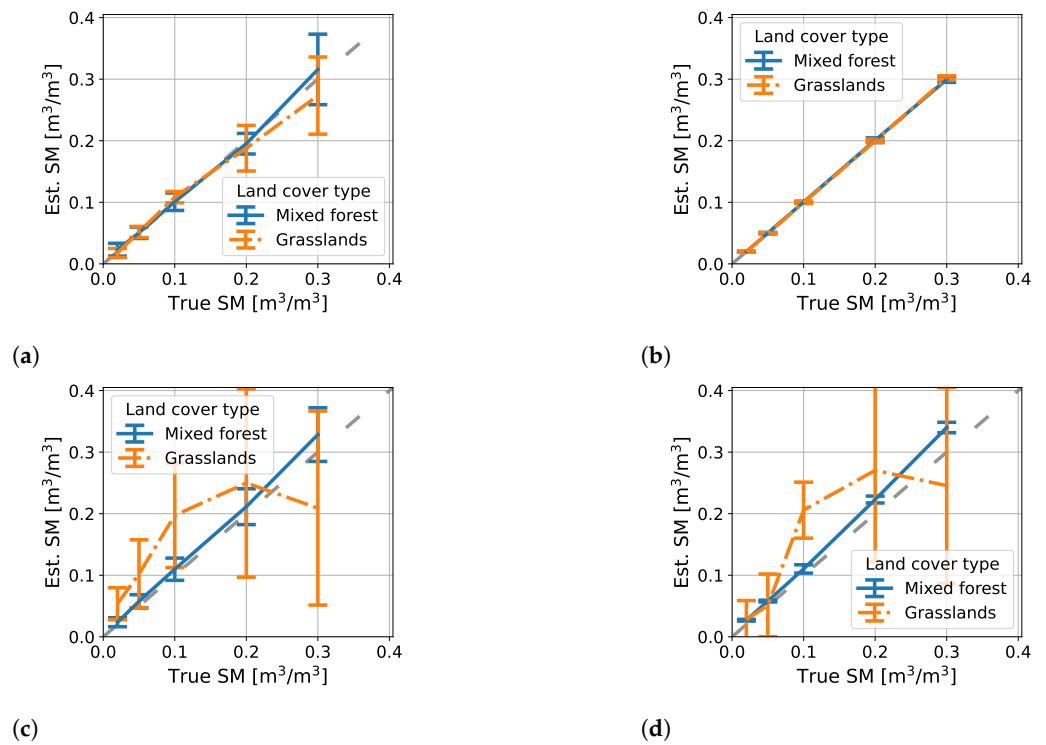 0.4
0.3
0.2
0.1
0.0
Est. SM [m³/m³]
0.0 0.1 0.2 0.3 0.4
True SM [m³/m³]
Land cover type
Mixed forest
Grasslands
(a)
0.4
0.3
0.2
0.1
0.0
Est. SM [m³/m³]
0.0 0.1 0.2 0.3 0.4
True SM [m³/m³]
Land cover type
Mixed forest
Grasslands
(b)
0.4
0.3
0.2
0.1
0.0
Est. SM [m³/m³]
0.0 0.1 0.2 0.3 0.4
True SM [m³/m³]
Land cover type
Mixed forest
Grasslands
(c)
0.4
0.3
0.2
0.1
0.0
Est. SM [m³/m³]
0.0 0.1 0.2 0.3 0.4
True SM [m³/m³]
Land cover type
Mixed forest
Grasslands
(d)